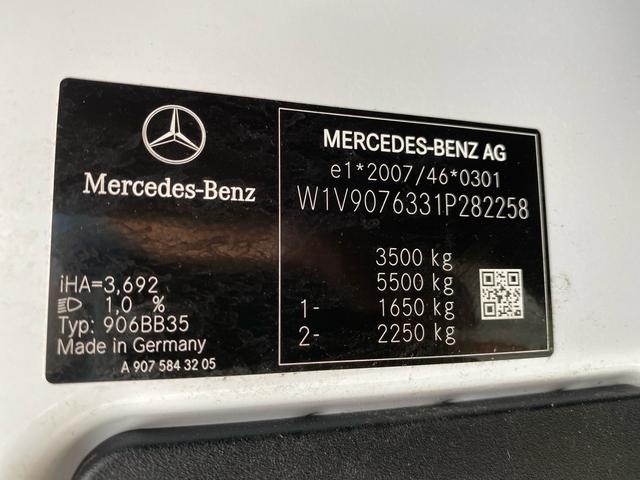 Mercedes-Benz
iHA=3,692
1,0 %
Typ: 906BB35
Made in Germany
A 907 584 32 05
MERCEDES-BENZ AG
e1*2007/46*0301
W1V9076331P282258
3500 kg
5500 kg
1- 1650 kg
2- 2250 kg